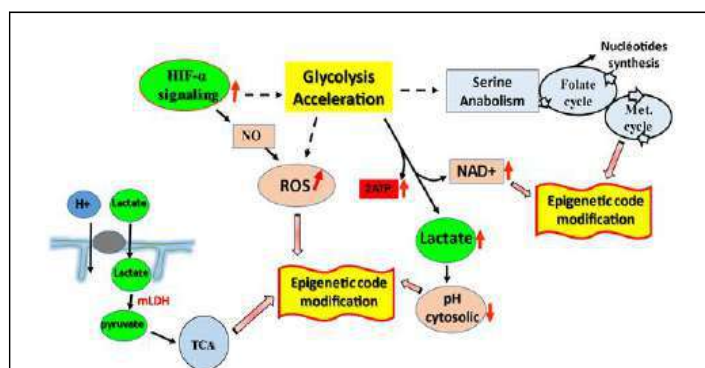 Nucléotides
synthesis
HIF-α
signaling
Glycolysis
Acceleration
Serine
Anabolism
Folate
cycle
Met.
cycle
NO
ROS
2ATP
NAD+
H+
Lactate
Lactate
mLDH
pyruvate
TCA
Lactate
pH
cytosolic
Epigenetic code
modification
Epigenetic code
modification